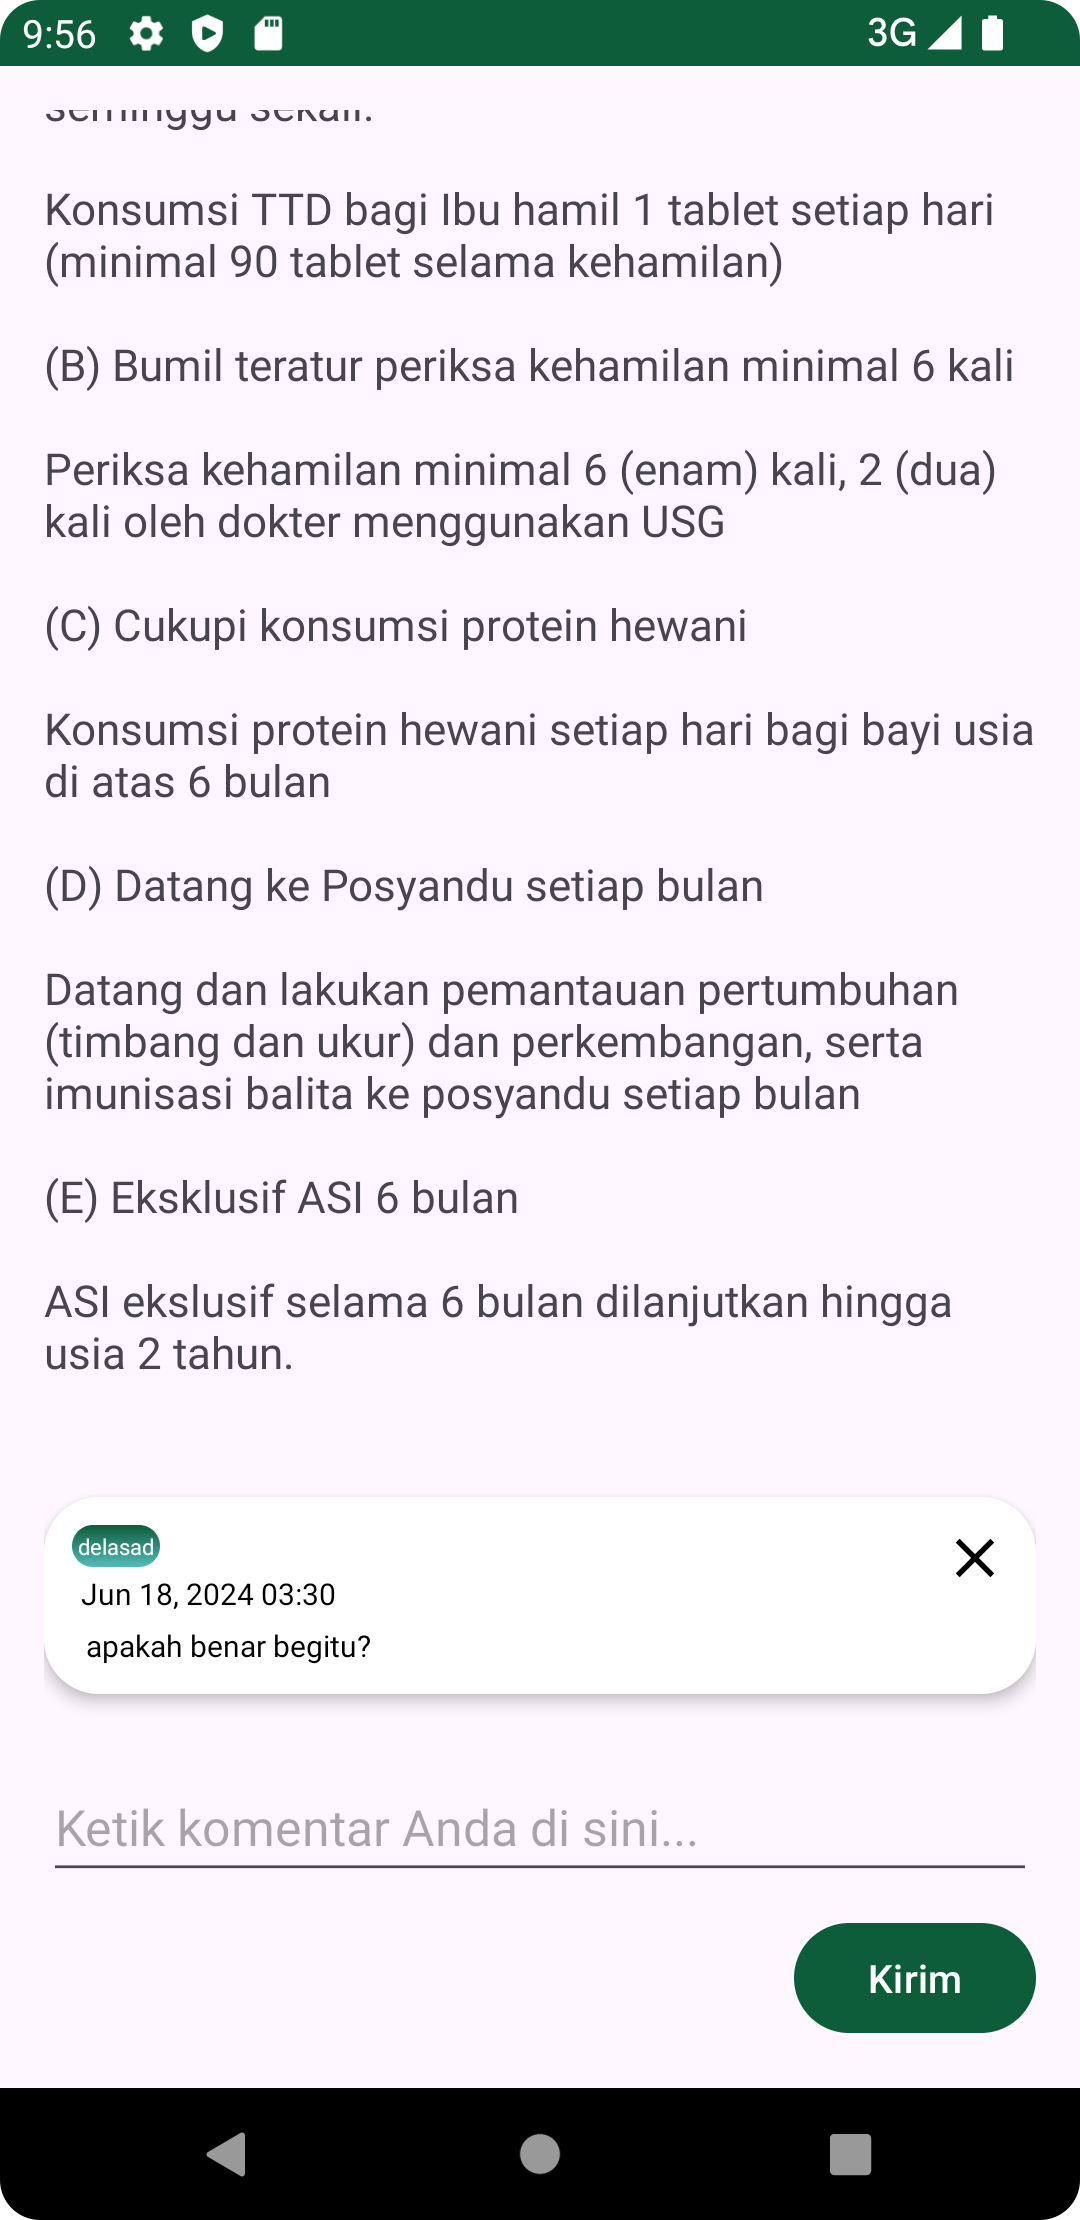 9:56
3G
seminggu sekali.
Konsumsi TTD bagi Ibu hamil 1 tablet setiap hari
(minimal 90 tablet selama kehamilan)
(B) Bumil teratur periksa kehamilan minimal 6 kali
Periksa kehamilan minimal 6 (enam) kali, 2 (dua)
kali oleh dokter menggunakan USG
(C) Cukupi konsumsi protein hewani
Konsumsi protein hewani setiap hari bagi bayi usia
di atas 6 bulan
(D) Datang ke Posyandu setiap bulan
Datang dan lakukan pemantauan pertumbuhan
(timbang dan ukur) dan perkembangan, serta
imunisasi balita ke posyandu setiap bulan
(E) Eksklusif ASI 6 bulan
ASI ekslusif selama 6 bulan dilanjutkan hingga
usia 2 tahun.
delasad
Jun 18, 2024 03:30
apakah benar begitu?
Ketik komentar Anda di sini...
Kirim